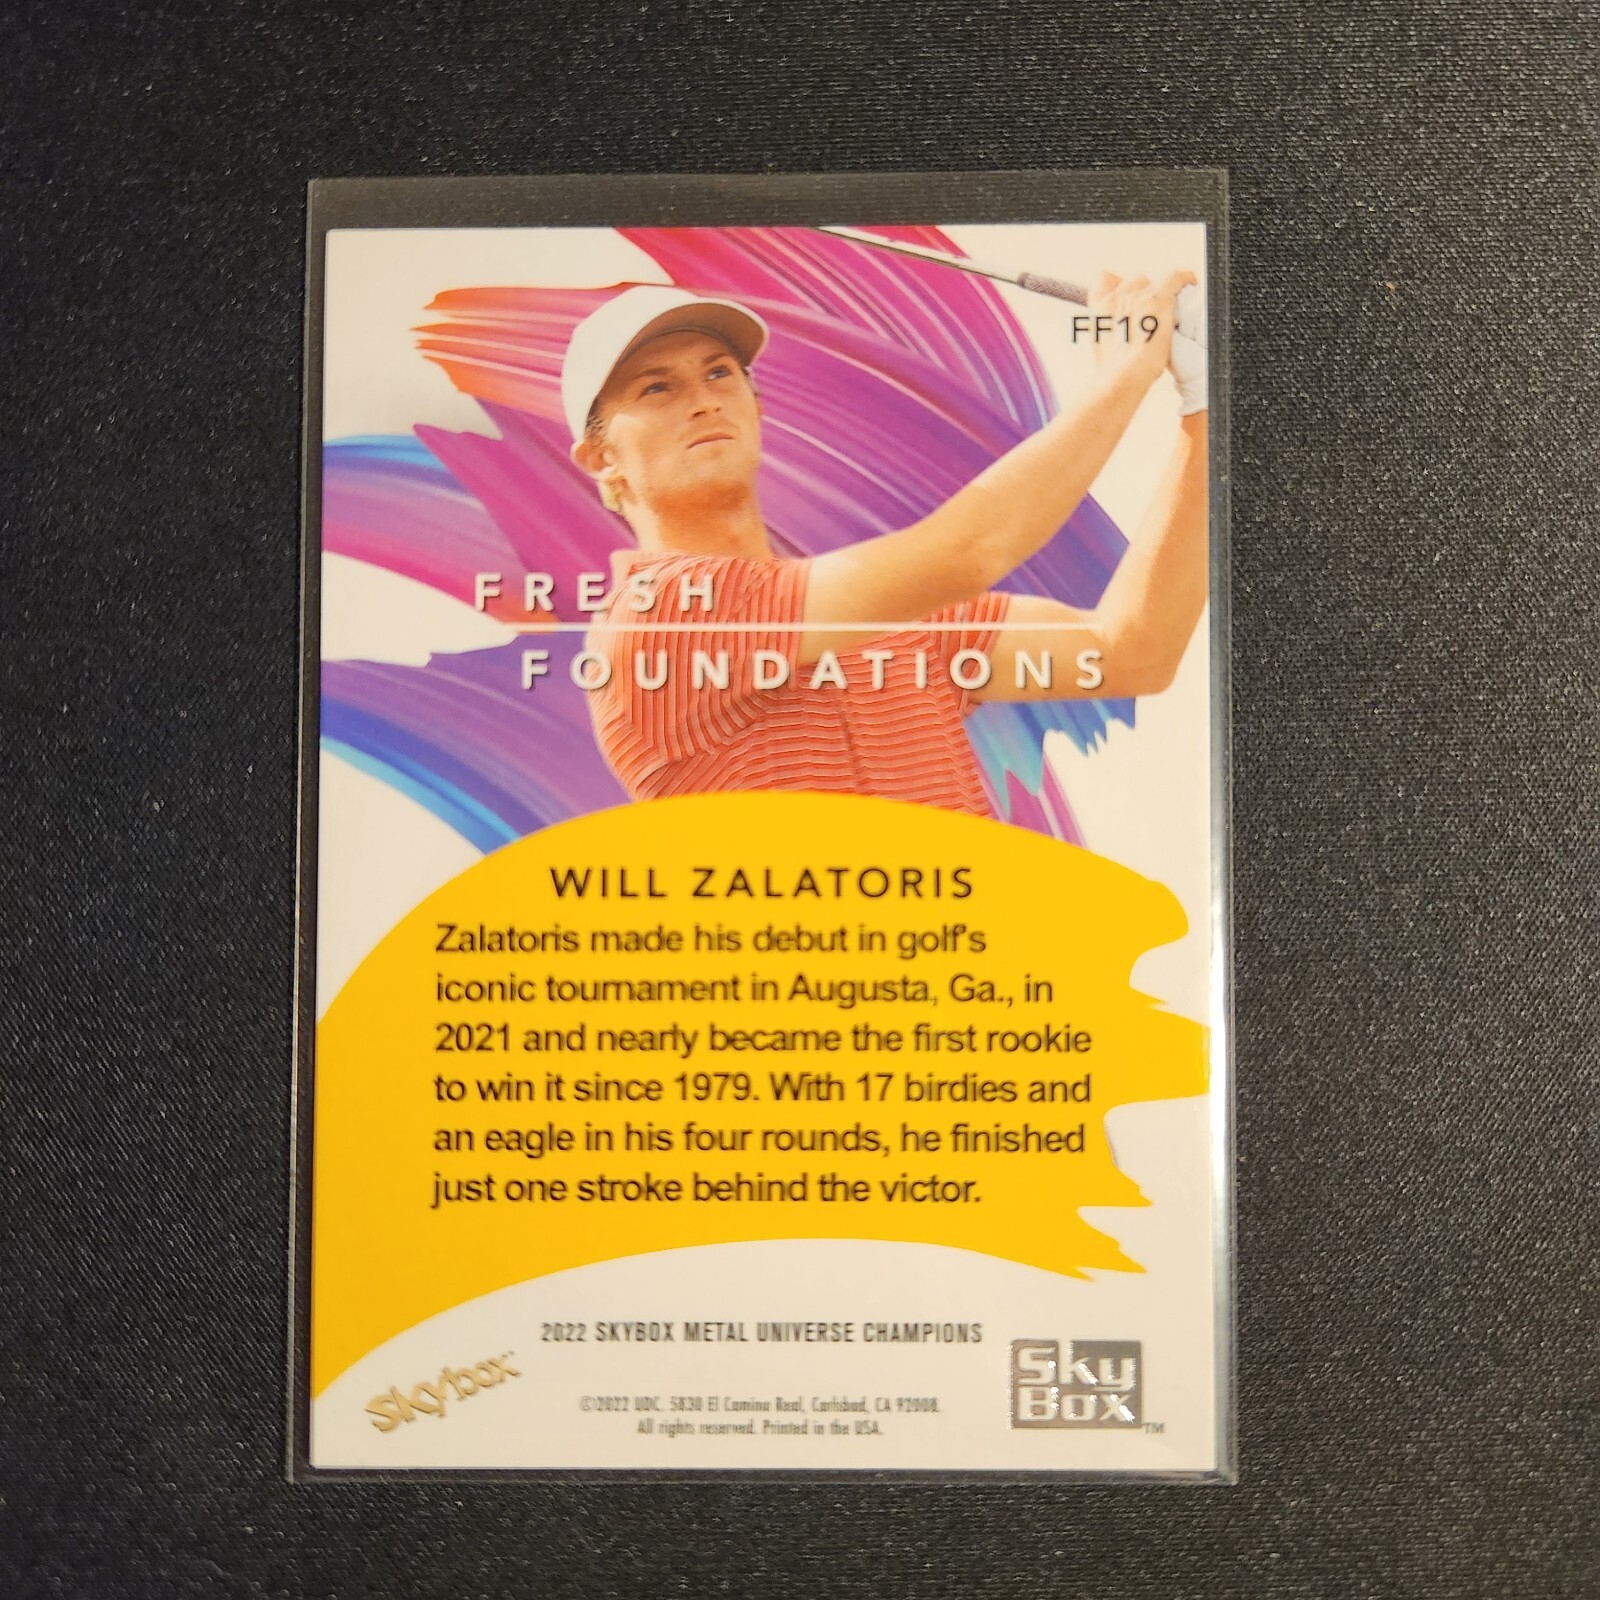 FF19
FRESH
FOUNDATIONS
WILL ZALATORIS
Zalatoris made his debut in golf's
iconic tournament in Augusta, Ga., in
2021 and nearly became the first rookie
to win it since 1979. With 17 birdies and
an eagle in his four rounds, he finished
just one stroke behind the victor.
2022 SKYBOX METAL UNIVERSE CHAMPIONS
Skybox™
©2022 UDC. 5830 El Camino Real, Carlsbad, CA 92008.
All rights reserved. Printed in the USA.
Sky
Box™